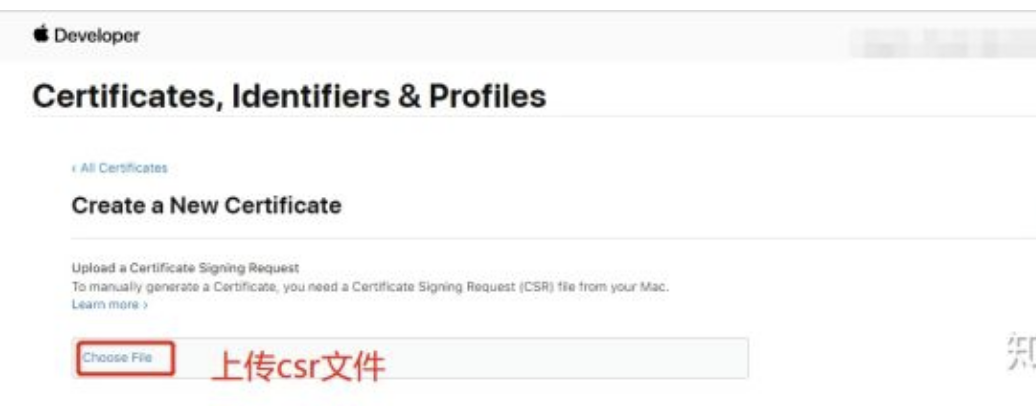 Developer
Certificates, Identifiers & Profiles
‹ All Certificates
Create a New Certificate
Upload a Certificate Signing Request
To manually generate a Certificate, you need a Certificate Signing Request (CSR) file from your Mac.
Learn more ›
Choose File
上传csr文件
知